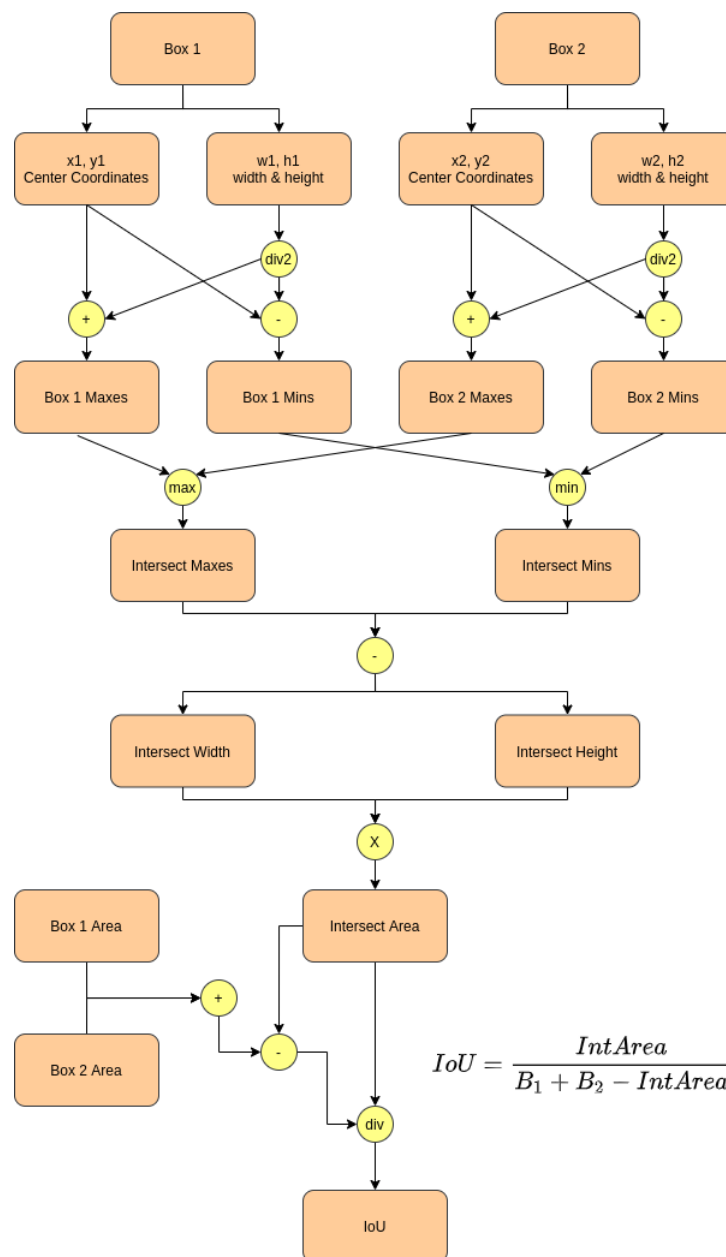 Box 1
Box 2
x1, y1
Center Coordinates
w1, h1
width & height
x2, y2
Center Coordinates
w2, h2
width & height
div2
div2
+
-
+
-
Box 1 Maxes
Box 1 Mins
Box 2 Maxes
Box 2 Mins
max
min
Intersect Maxes
Intersect Mins
-
Intersect Width
Intersect Height
X
Box 1 Area
Intersect Area
+
-
Box 2 Area
IoU = IntArea / B₁ + B₂ − IntArea
div
IoU